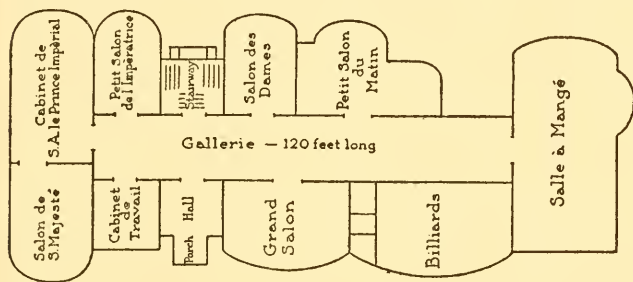 Cabinet de
S.A le Prince Impèrial
Petit Salon
de l'Impératrice
Stairway
Salon des
Dames
Petit Salon
du
Matin
Gallerie — 120 feet long
Salle à Mangé
Salon de
S. Majesté
Cabinet
de
Travail
Hall
Porch
Grand
Salon
Billiards